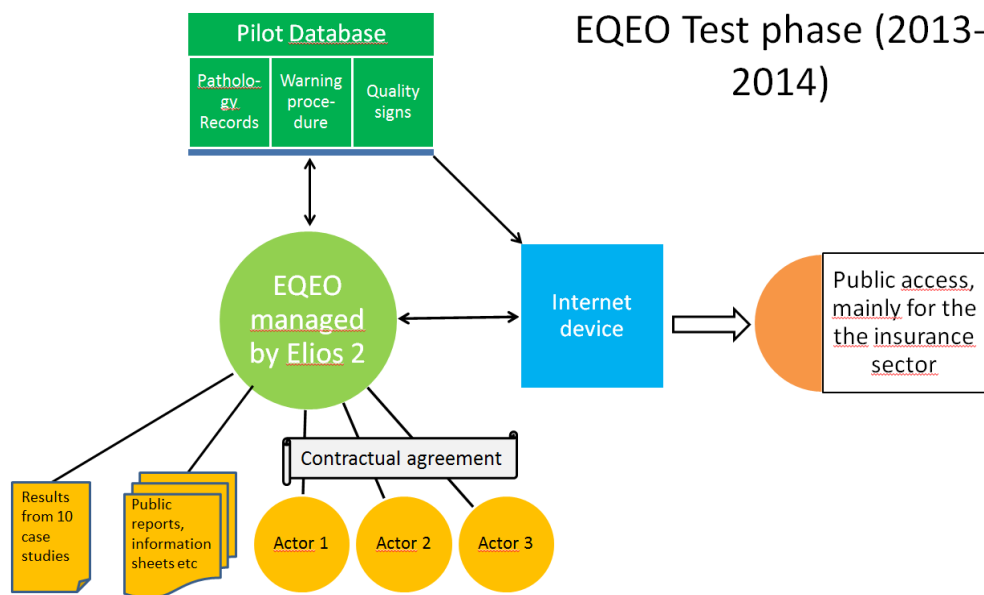 EQEO Test phase (2013-
2014)
Pilot Database
Patholo-
gy
Records
Warning
proce-
dure
Quality
signs
EQEO
managed
by Elios 2
Internet
device
Public access,
mainly for the
the insurance
sector
Contractual agreement
Results
from 10
case
studies
Public
reports,
information
sheets etc
Actor 1
Actor 2
Actor 3